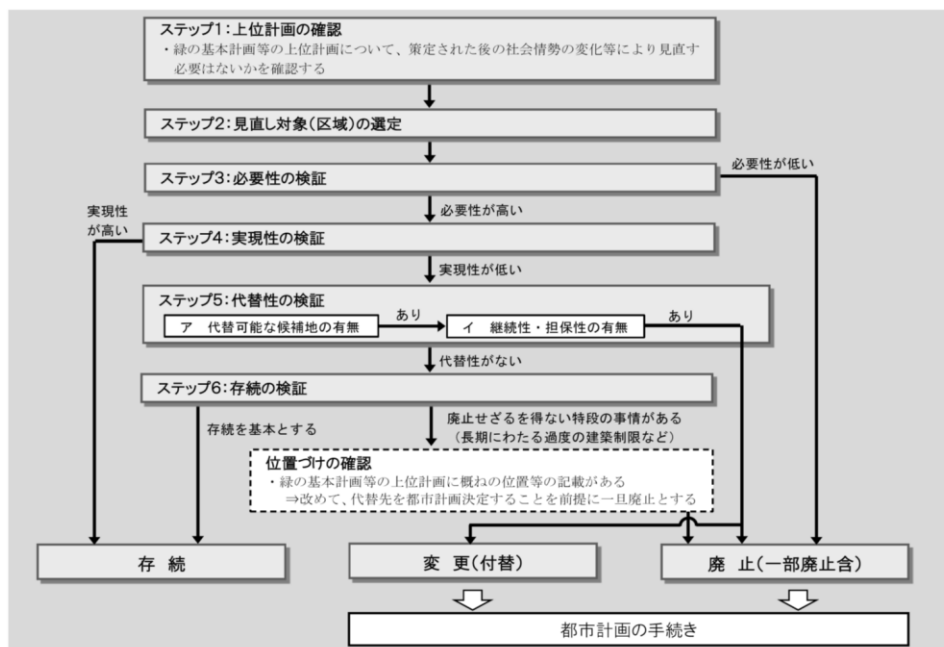 ステップ1:上位計画の確認
・緑の基本計画等の上位計画について、策定された後の社会情勢の変化等により見直す
必要はないかを確認する
ステップ2:見直し対象(区域)の選定
必要性が低い
ステップ3:必要性の検証
必要性が高い
実現性
が高い
ステップ4:実現性の検証
実現性が低い
ステップ5:代替性の検証
ア 代替可能な候補地の有無
あり
イ 継続性・担保性の有無
あり
代替性がない
ステップ6:存続の検証
存続を基本とする
廃止せざるを得ない特段の事情がある
(長期にわたる過度の建築制限など)
位置づけの確認
・緑の基本計画等の上位計画に概ねの位置等の記載がある
⇒改めて、代替先を都市計画決定することを前提に一旦廃止とする
存 続
変 更(付替)
廃 止(一部廃止含)
都市計画の手続き